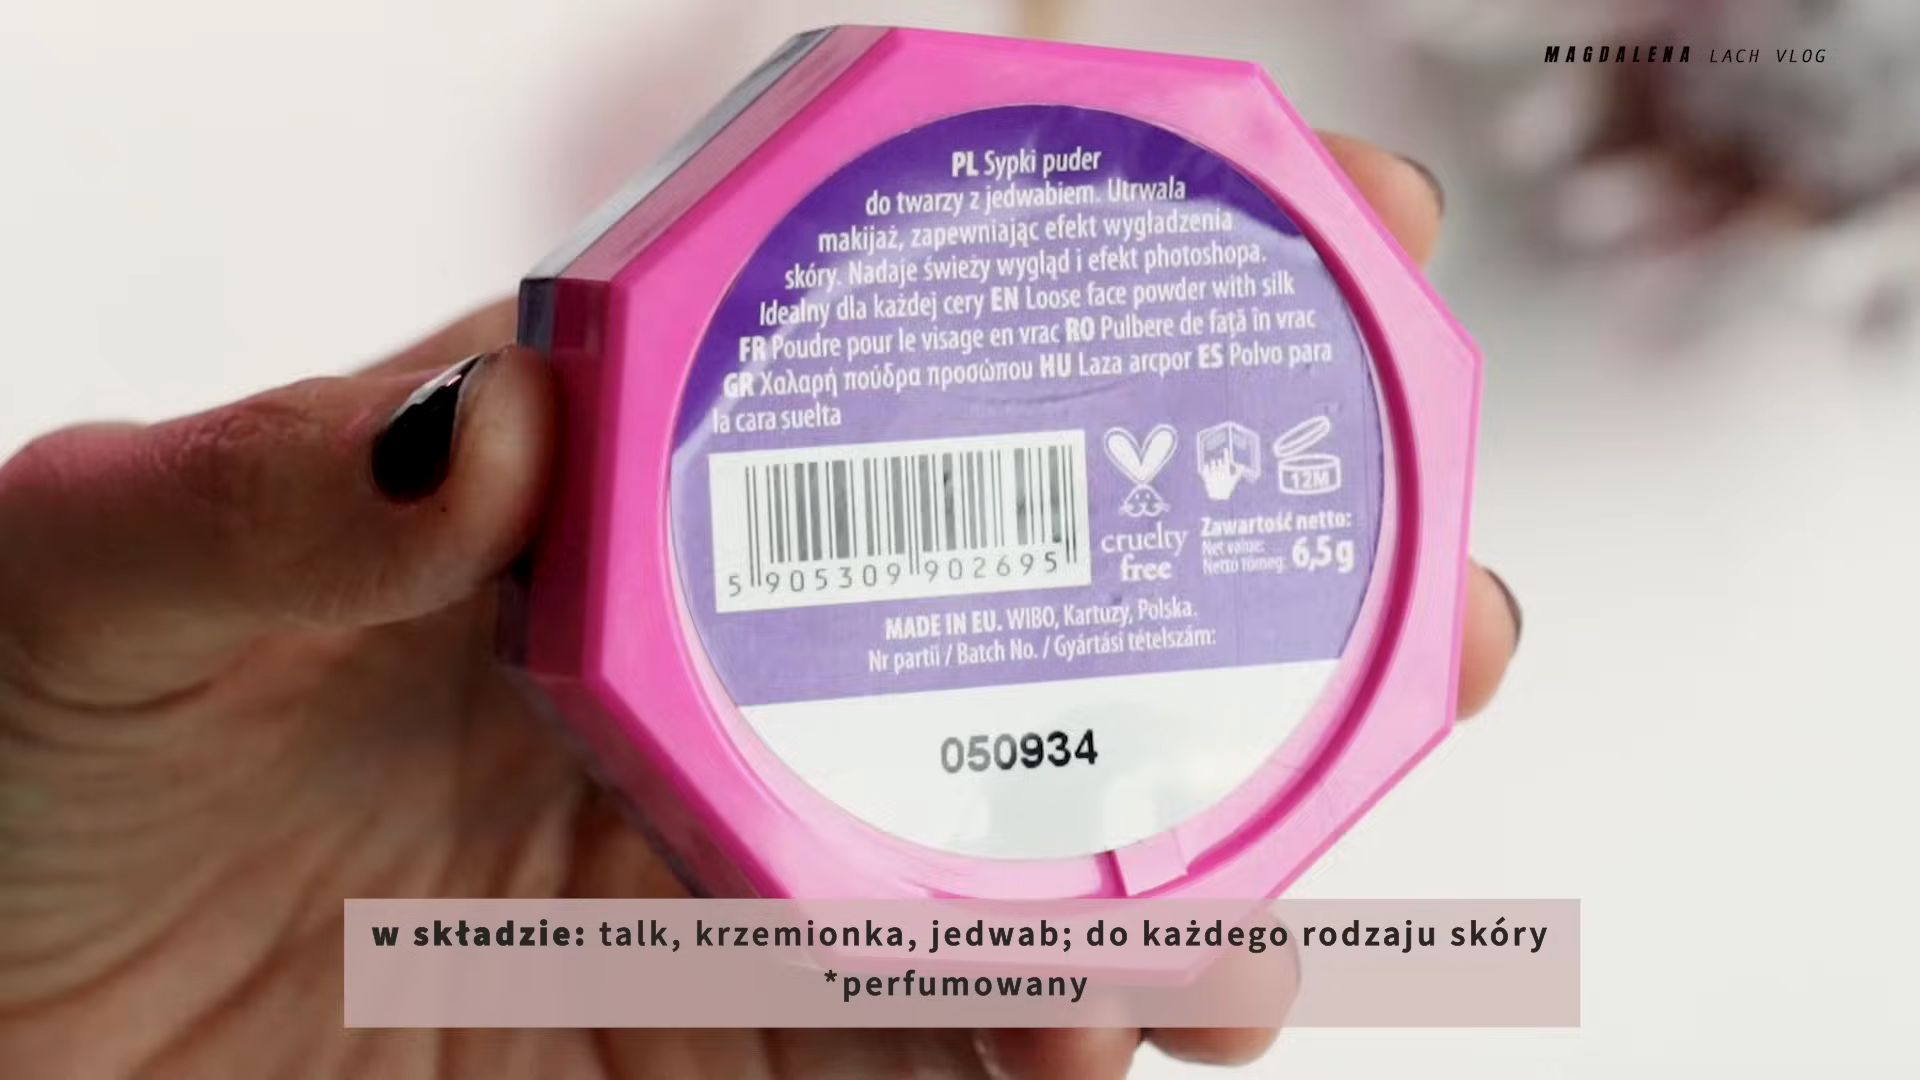 MAGDALENA LACH VLOG
PL Sypki puder
do twarzy z jedwabiem. Utrwala
makijaż, zapewniając efekt wygładzenia
skóry. Nadaje świeży wygląd i efekt photoshopa.
Idealny dla każdej cery EN Loose face powder with silk
FR Poudre pour le visage en vrac RO Pulbere de față în vrac
GR Χαλαρή πούδρα προσώπου HU Laza arcpor ES Polvo para
la cara suelta
12M
5 905309 902695
cruelty
free
Zawartość netto:
Net value:
Netto tömeg:
6,5g
MADE IN EU. WIBO, Kartuzy, Polska.
Nr partii / Batch No. / Gyártási tételszám:
050934
w składzie: talk, krzemionka, jedwab; do każdego rodzaju skóry
*perfumowany